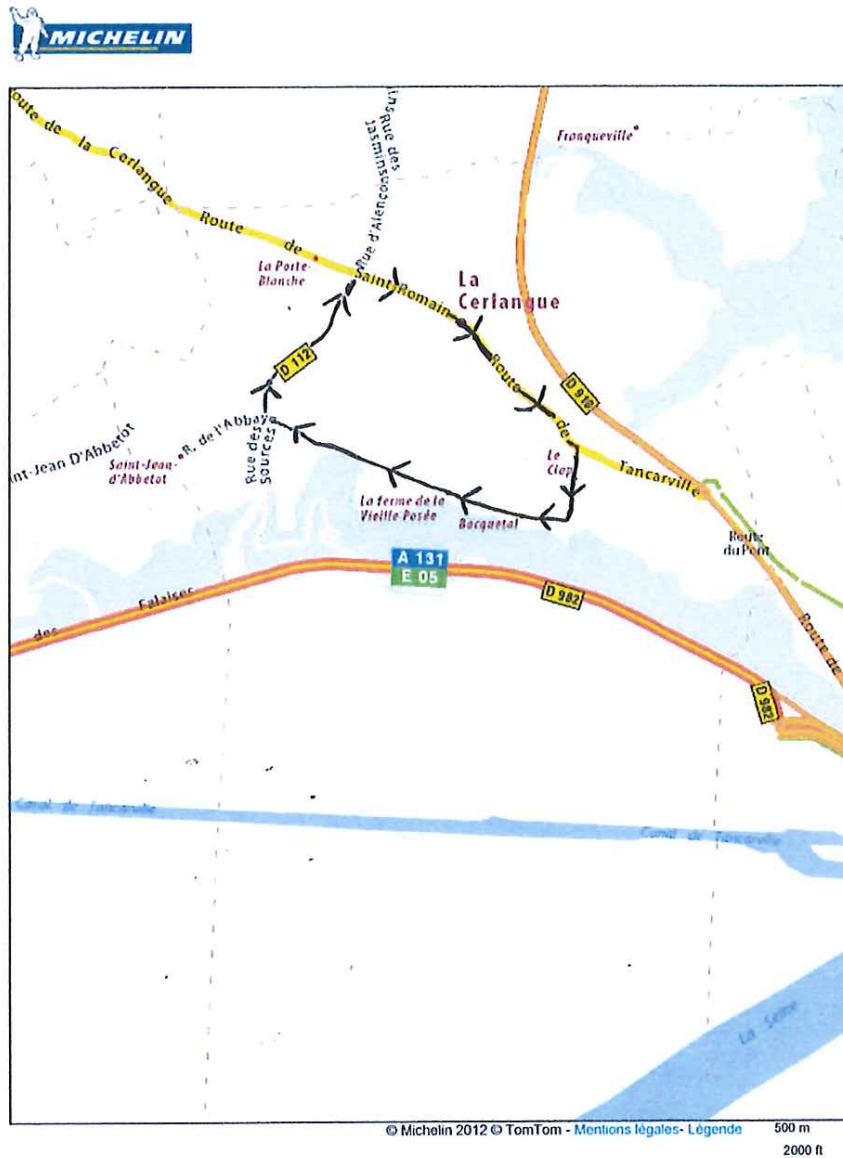 MICHELIN
Route de la Cerlangue
Franqueville
Rue des
Jasmins
Rue d'Alençon
Route de
Saint-Romain
La Porte-
Blanche
La
Cerlangue
D 112
Route de
D 910
R. de l'Abbaye
Rue des
Sources
Saint-Jean-
d'Abbetot
nt-Jean D'Abbetot
Le
Clap
Tancarville
La ferme de la
Vieille Posée
Bacquetal
Route
du Pont
A 131
E 05
D 982
des Falaises
Route de
D 982
Canal de Tancarville
Canal de Tancarville
La Seine
© Michelin 2012 © TomTom - Mentions légales- Légende
500 m
2000 ft